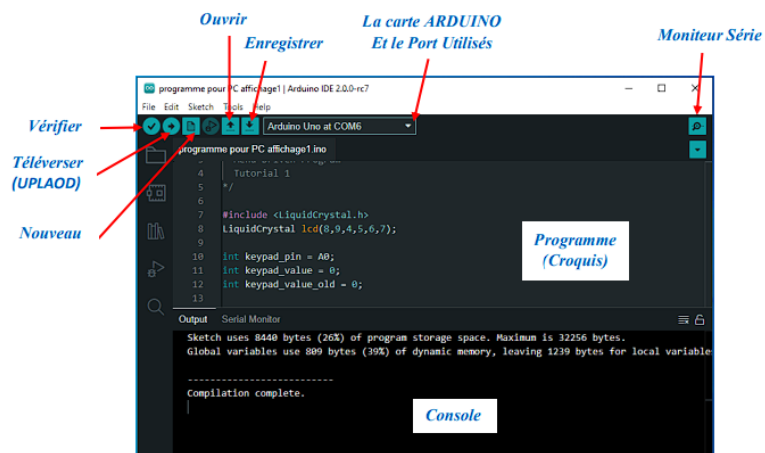 Ouvrir
Enregistrer
La carte ARDUINO
Et le Port Utilisés
Moniteur Série
programme pour PC affichage1 | Arduino IDE 2.0.0-rc7
File Edit Sketch Tools Help
Vérifier
Arduino Uno at COM6
Téléverser
(UPLAOD)
programme pour PC affichage1.ino
4 Tutorial 1
5 */
6
7 #include <LiquidCrystal.h>
Nouveau
8 LiquidCrystal lcd(8,9,4,5,6,7);
9
Programme
(Croquis)
10 int keypad_pin = A0;
11 int keypad_value = 0;
12 int keypad_value_old = 0;
13
Output Serial Monitor
Sketch uses 8440 bytes (26%) of program storage space. Maximum is 32256 bytes.
Global variables use 809 bytes (39%) of dynamic memory, leaving 1239 bytes for local variable
--------------------------
Compilation complete.
Console